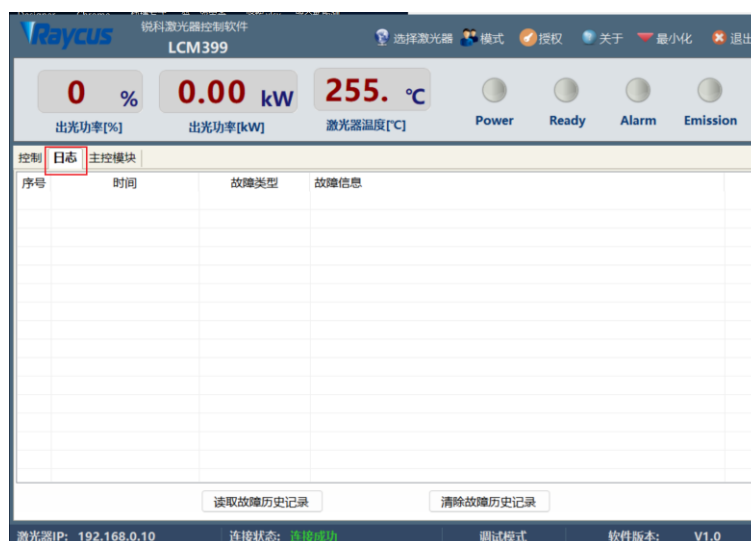 Raycus
锐科激光器控制软件
LCM399
选择激光器 模式 授权 关于 最小化 退出
0 % 0.00 kW 255. ℃
出光功率[%] 出光功率[kW] 激光器温度[℃] Power Ready Alarm Emission
控制 日志 主控模块
序号 时间 故障类型 故障信息
读取故障历史记录 清除故障历史记录
激光器IP: 192.168.0.10 连接状态: 连接成功 调试模式 软件版本: V1.0